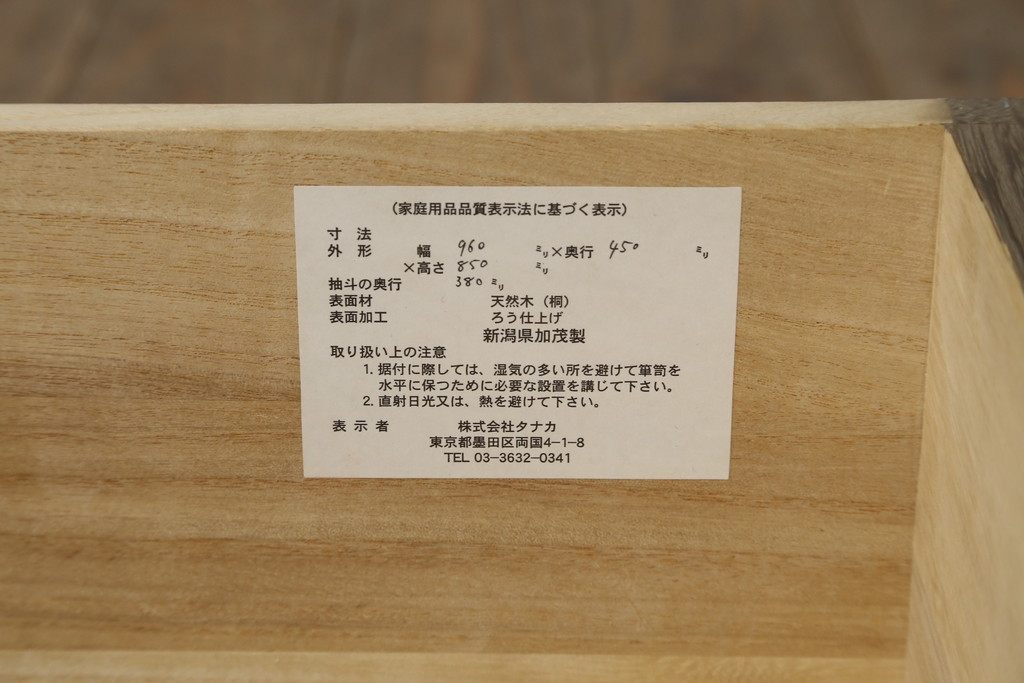 (家庭用品品質表示法に基づく表示)
寸 法
外 形 幅 960 ミリ×奥行 450 ミリ
×高さ 850 ミリ
抽斗の奥行 380 ミリ
表面材 天然木（桐）
表面加工 ろう仕上げ
新潟県加茂製
取り扱い上の注意
1. 据付に際しては、湿気の多い所を避けて箪笥を
水平に保つために必要な設置を講じて下さい。
2. 直射日光又は、熱を避けて下さい。
表 示 者 株式会社タナカ
東京都墨田区両国4-1-8
TEL 03-3632-0341